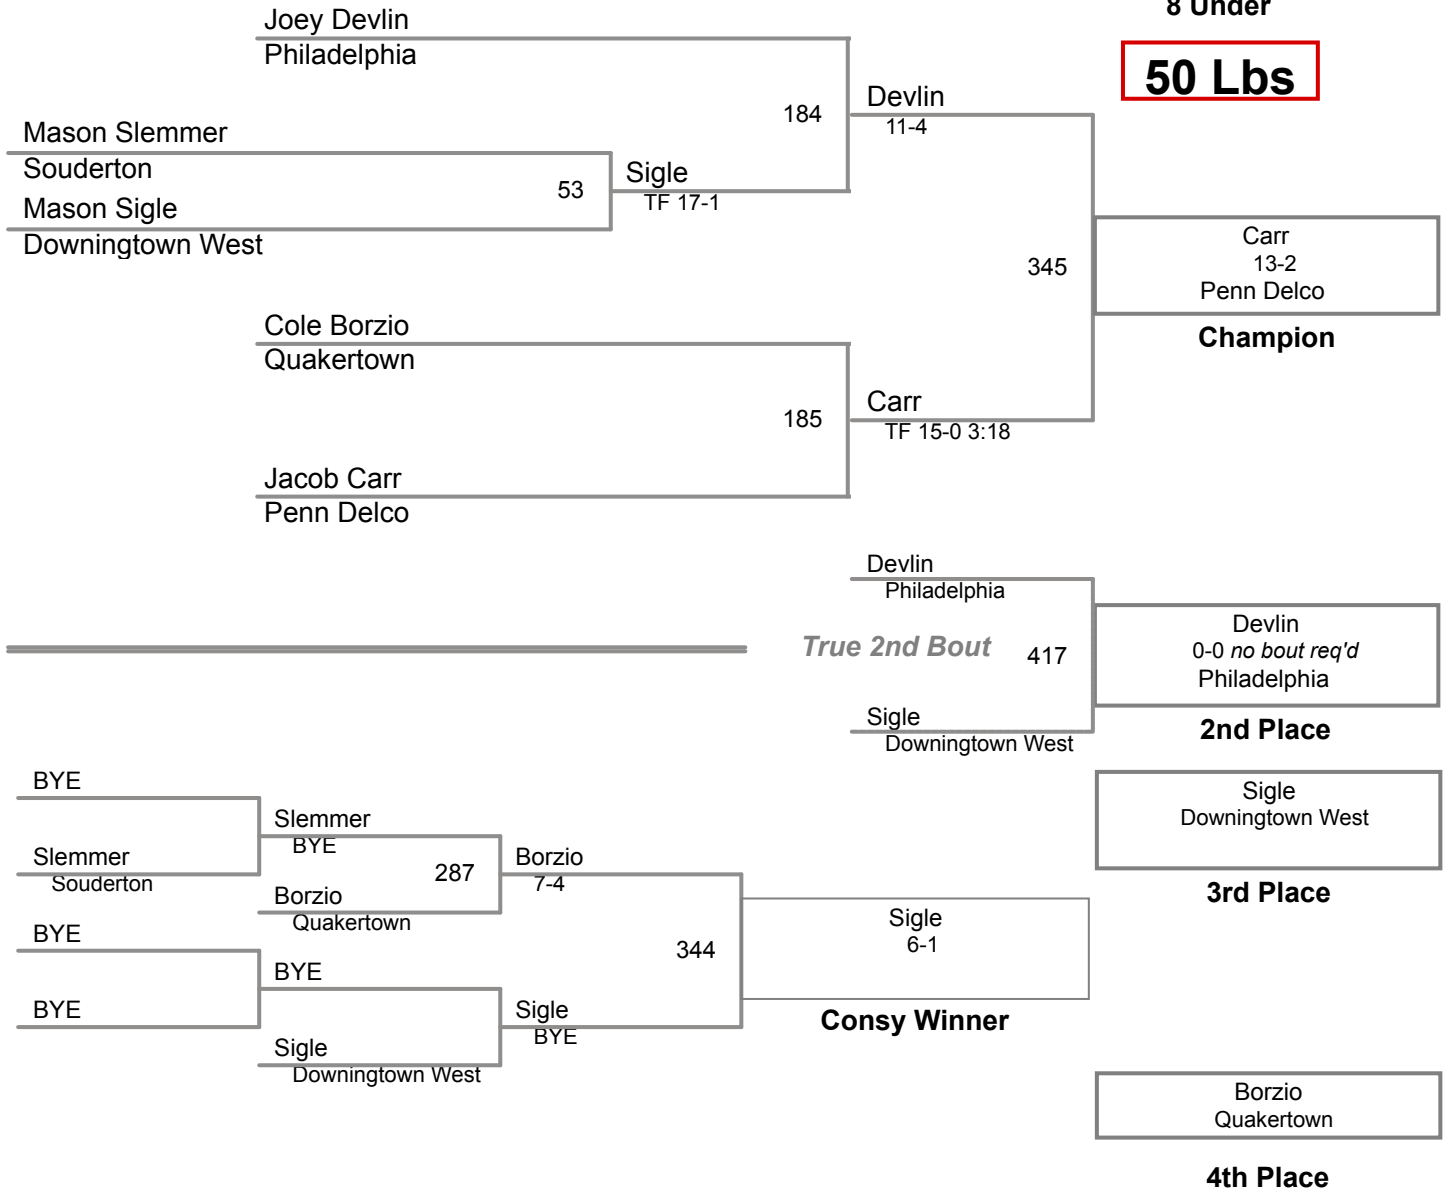 8 Under
50 Lbs
Joey Devlin
Philadelphia
184
Devlin
11-4
Mason Slemmer
Souderton
53
Sigle
TF 17-1
Mason Sigle
Downingtown West
345
Carr
13-2
Penn Delco
Champion
Cole Borzio
Quakertown
185
Carr
TF 15-0 3:18
Jacob Carr
Penn Delco
Devlin
Philadelphia
True 2nd Bout
417
Devlin
0-0 no bout req'd
Philadelphia
2nd Place
Sigle
Downingtown West
BYE
Slemmer
BYE
Slemmer
Souderton
287
Borzio
7-4
Borzio
Quakertown
Sigle
Downingtown West
3rd Place
BYE
BYE
BYE
344
Sigle
6-1
Consy Winner
Sigle
BYE
Sigle
Downingtown West
Borzio
Quakertown
4th Place